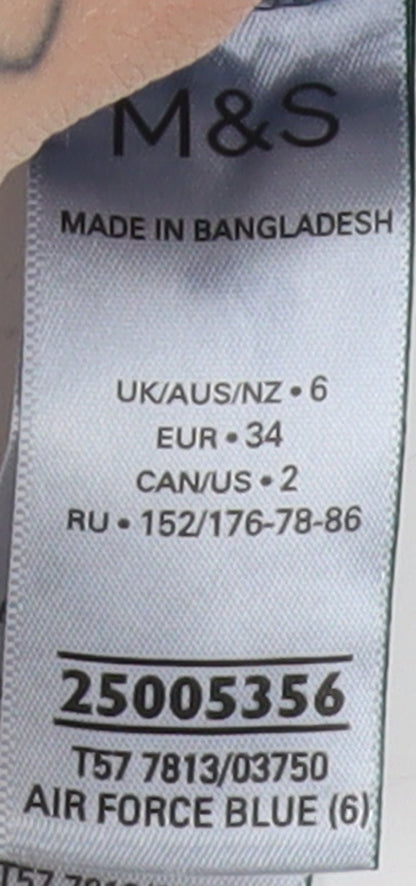 M&S
MADE IN BANGLADESH
UK/AUS/NZ • 6
EUR • 34
CAN/US • 2
RU • 152/176-78-86
25005356
T57 7813/03750
AIR FORCE BLUE (6)
T57